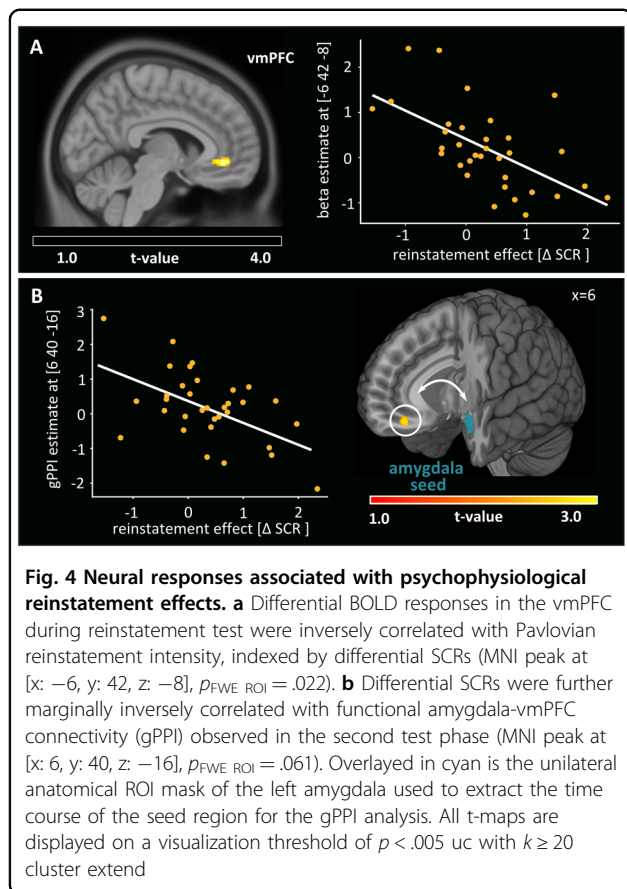 A
vmPFC
1.0 t-value 4.0
beta estimate at [-6 42 -8]
2
1
0
-1
-1 0 1 2
reinstatement effect [Δ SCR ]
B
gPPI estimate at [6 40 -16]
3
2
1
0
-1
-2
-1 0 1 2
reinstatement effect [Δ SCR ]
x=6
amygdala
seed
1.0 t-value 3.0
Fig. 4 Neural responses associated with psychophysiological
reinstatement effects. a Differential BOLD responses in the vmPFC
during reinstatement test were inversely correlated with Pavlovian
reinstatement intensity, indexed by differential SCRs (MNI peak at
[x: −6, y: 42, z: −8], pFWE ROI = .022). b Differential SCRs were further
marginally inversely correlated with functional amygdala-vmPFC
connectivity (gPPI) observed in the second test phase (MNI peak at
[x: 6, y: 40, z: −16], pFWE ROI = .061). Overlayed in cyan is the unilateral
anatomical ROI mask of the left amygdala used to extract the time
course of the seed region for the gPPI analysis. All t-maps are
displayed on a visualization threshold of p < .005 uc with k ≥ 20
cluster extend